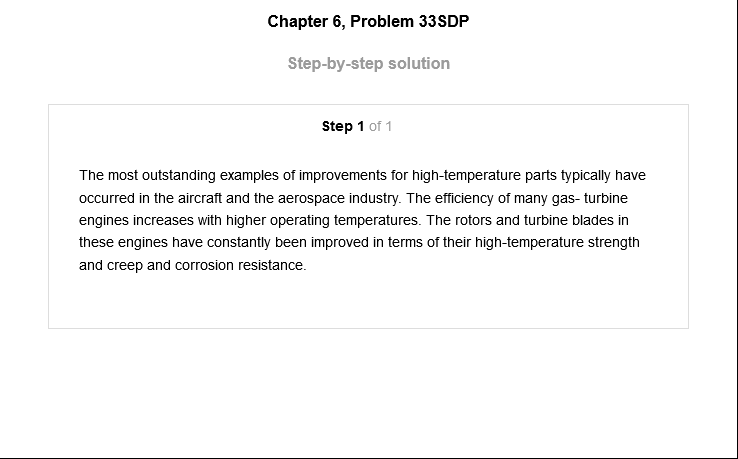 Chapter 6, Problem 33SDP
Step-by-step solution
Step 1 of 1
The most outstanding examples of improvements for high-temperature parts typically have
occurred in the aircraft and the aerospace industry. The efficiency of many gas- turbine
engines increases with higher operating temperatures. The rotors and turbine blades in
these engines have constantly been improved in terms of their high-temperature strength
and creep and corrosion resistance.